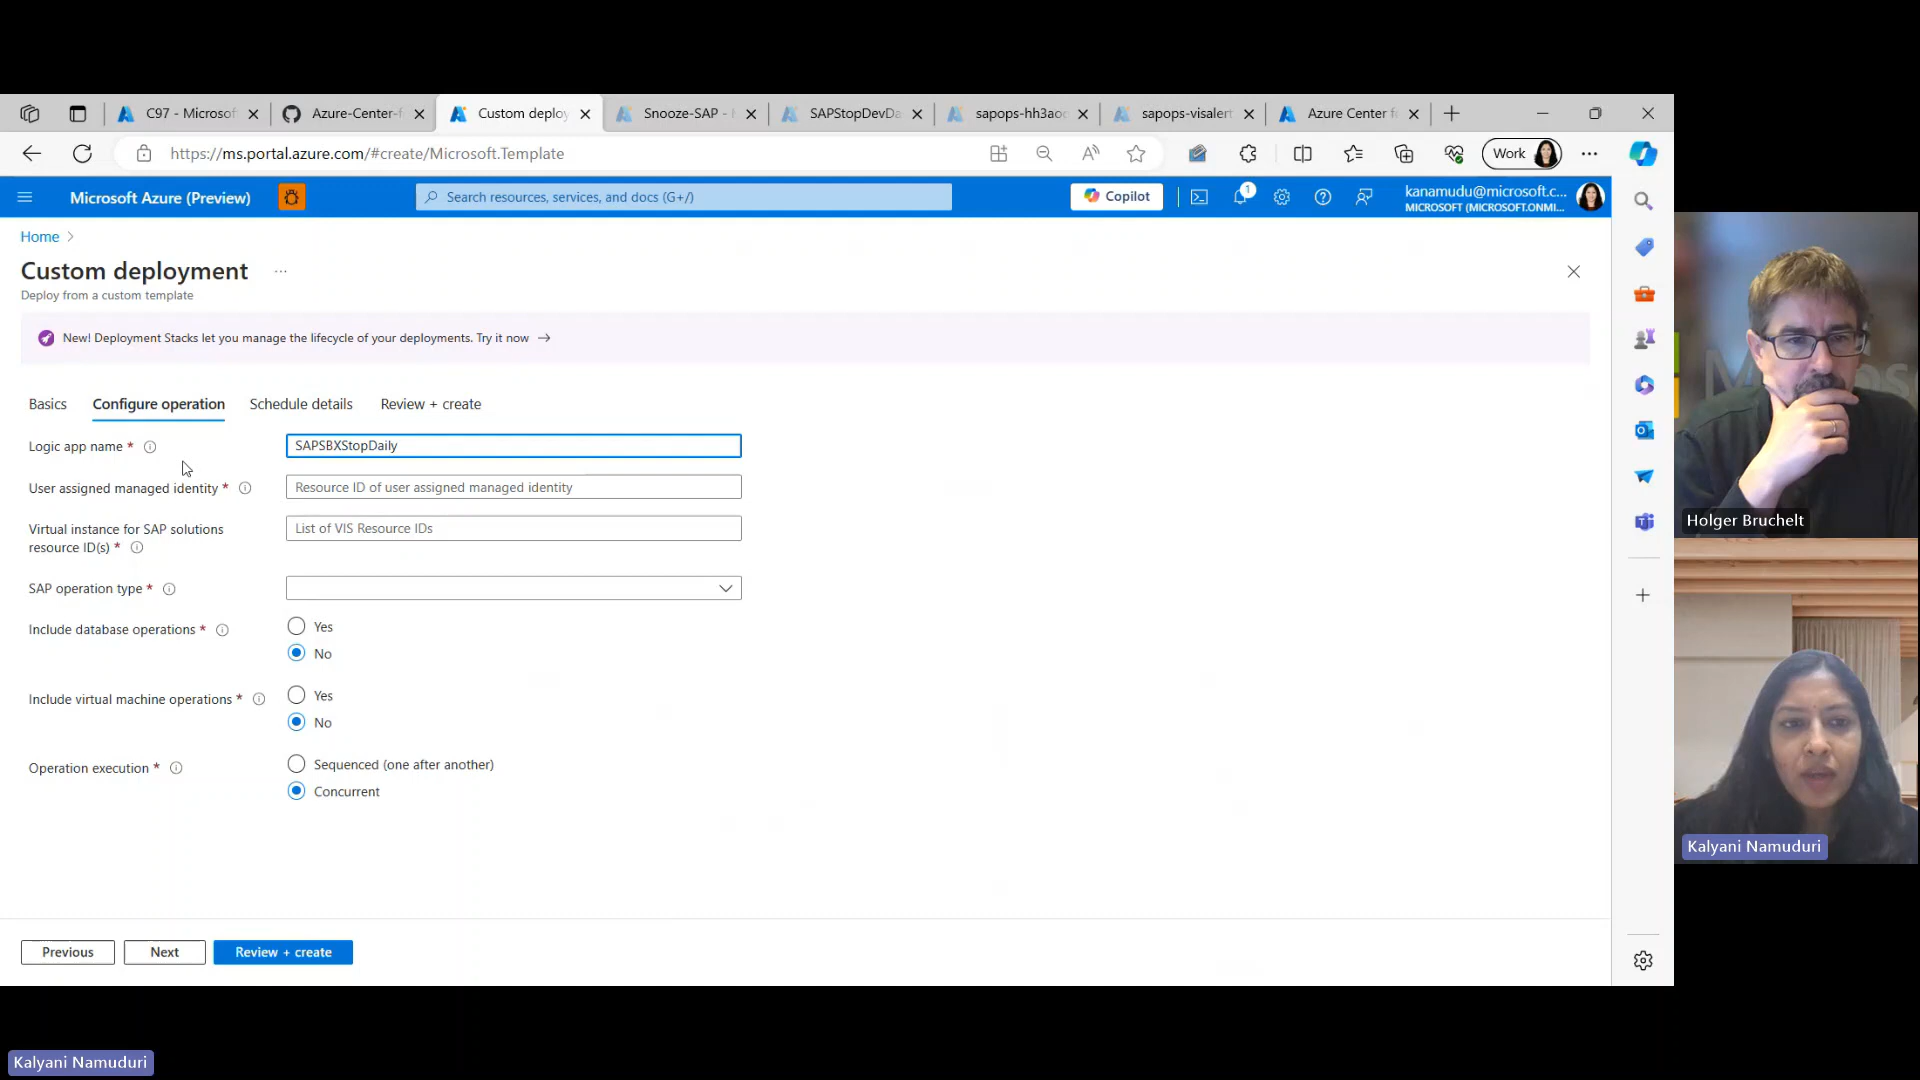 C97 - Microsof
Azure-Center-f
Custom deploy
Snooze-SAP -
SAPStopDevDa
sapops-hh3aop
sapops-visalert
Azure Center f
https://ms.portal.azure.com/#create/Microsoft.Template
Work
Microsoft Azure (Preview)
Search resources, services, and docs (G+/)
Copilot
1
kanamudu@microsoft.c...
MICROSOFT (MICROSOFT.ONMI...
Home
Custom deployment
...
Deploy from a custom template
New! Deployment Stacks let you manage the lifecycle of your deployments. Try it now →
Basics
Configure operation
Schedule details
Review + create
Logic app name *
SAPSBXStopDaily
User assigned managed identity *
Resource ID of user assigned managed identity
Virtual instance for SAP solutions
resource ID(s) *
List of VIS Resource IDs
SAP operation type *
Include database operations *
Yes
No
Include virtual machine operations *
Yes
No
Operation execution *
Sequenced (one after another)
Concurrent
Previous
Next
Review + create
Holger Bruchelt
Kalyani Namuduri
Kalyani Namuduri